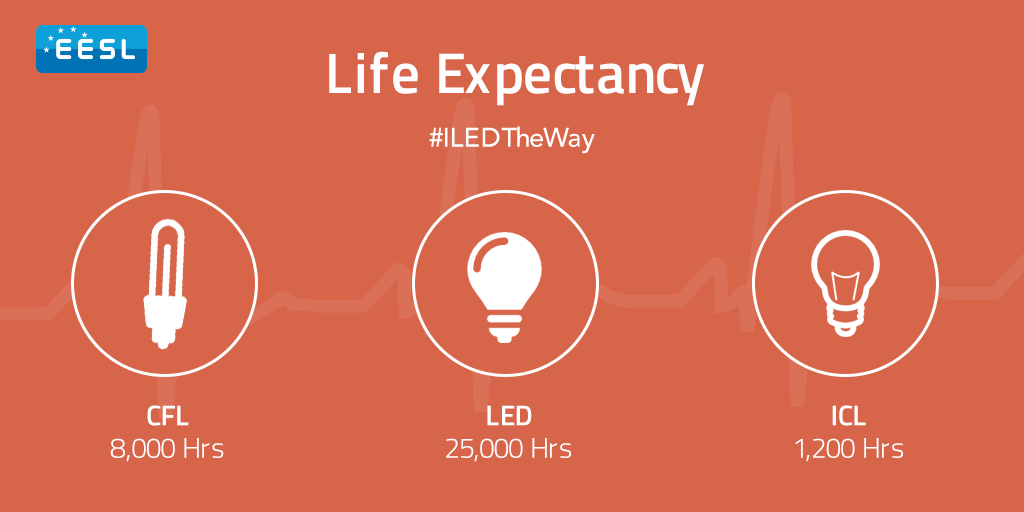 EESL
Life Expectancy
#ILEDTheWay
CFL
8,000 Hrs
LED
25,000 Hrs
ICL
1,200 Hrs